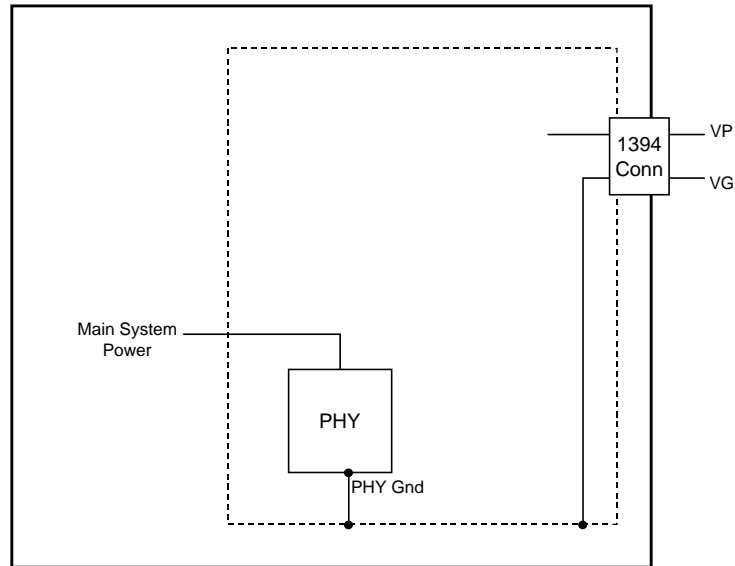 1394
Conn
VP
VG
Main System
Power
PHY
PHY Gnd